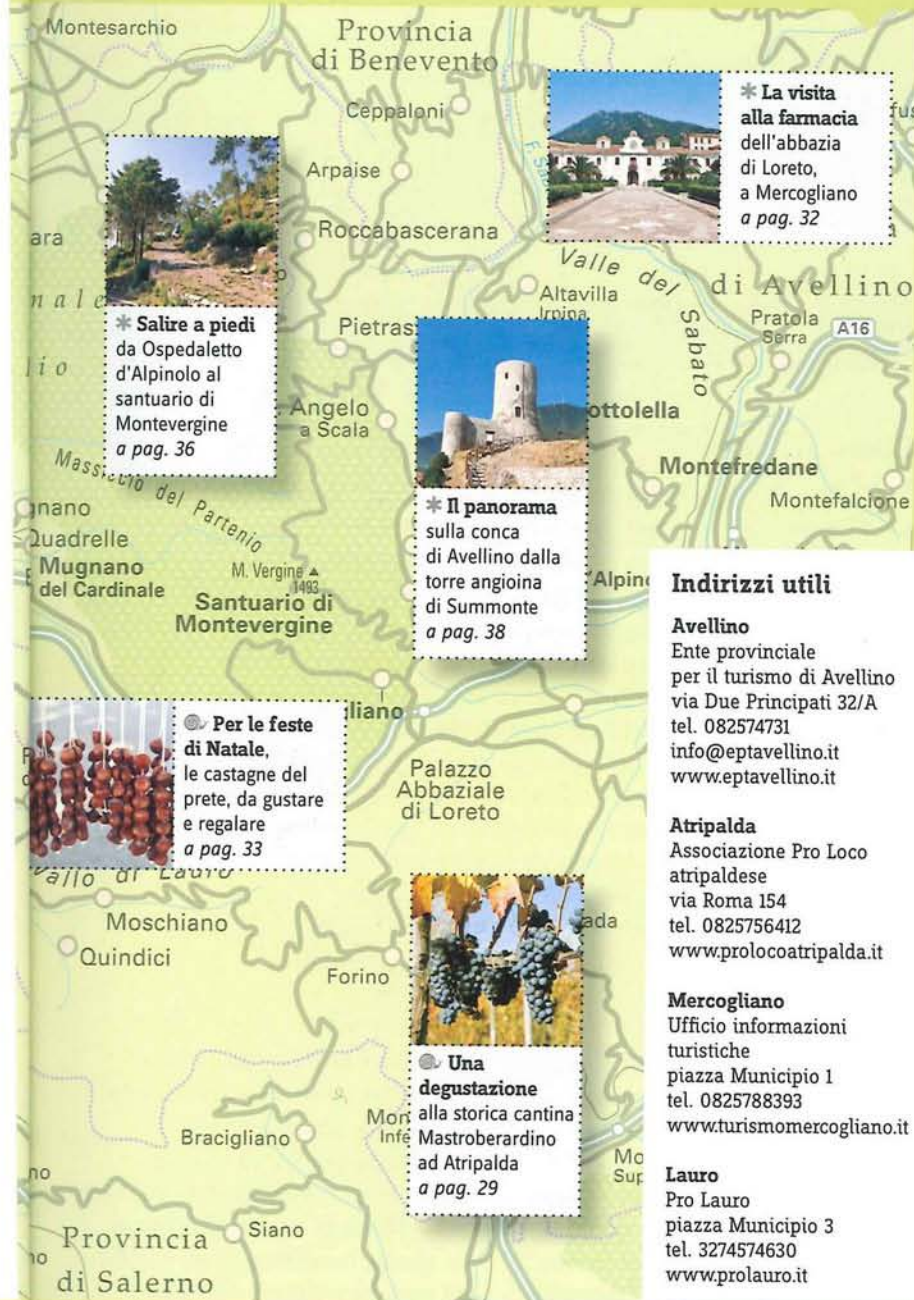 Montesarchio
Provincia
di Benevento
Ceppaloni
Arpaise
Roccabascerana
✻ La visita
alla farmacia
dell'abbazia
di Loreto,
a Mercogliano
a pag. 32
Valle del
Sabato
di Avellino
Altavilla
Irpina
Pratola
Serra
A16
✻ Salire a piedi
da Ospedaletto
d'Alpinolo al
santuario di
Montevergine
a pag. 36
Angelo
a Scala
Montefredane
Montefalcione
Massiccio del Partenio
Quadrelle
Mugnano
del Cardinale
M. Vergine
1493
Santuario di
Montevergine
✻ Il panorama
sulla conca
di Avellino dalla
torre angioina
di Summonte
a pag. 38
Per le feste
di Natale,
le castagne del
prete, da gustare
e regalare
a pag. 33
Palazzo
Abbaziale
di Loreto
Moschiano
Quindici
Forino
Una
degustazione
alla storica cantina
Mastroberardino
ad Atripalda
a pag. 29
Bracigliano
Siano
Provincia
di Salerno
Indirizzi utili
Avellino
Ente provinciale
per il turismo di Avellino
via Due Principati 32/A
tel. 082574731
info@eptavellino.it
www.eptavellino.it
Atripalda
Associazione Pro Loco
atripaldese
via Roma 154
tel. 0825756412
www.prolocoatripalda.it
Mercogliano
Ufficio informazioni
turistiche
piazza Municipio 1
tel. 0825788393
www.turismomercogliano.it
Lauro
Pro Lauro
piazza Municipio 3
tel. 3274574630
www.prolauro.it